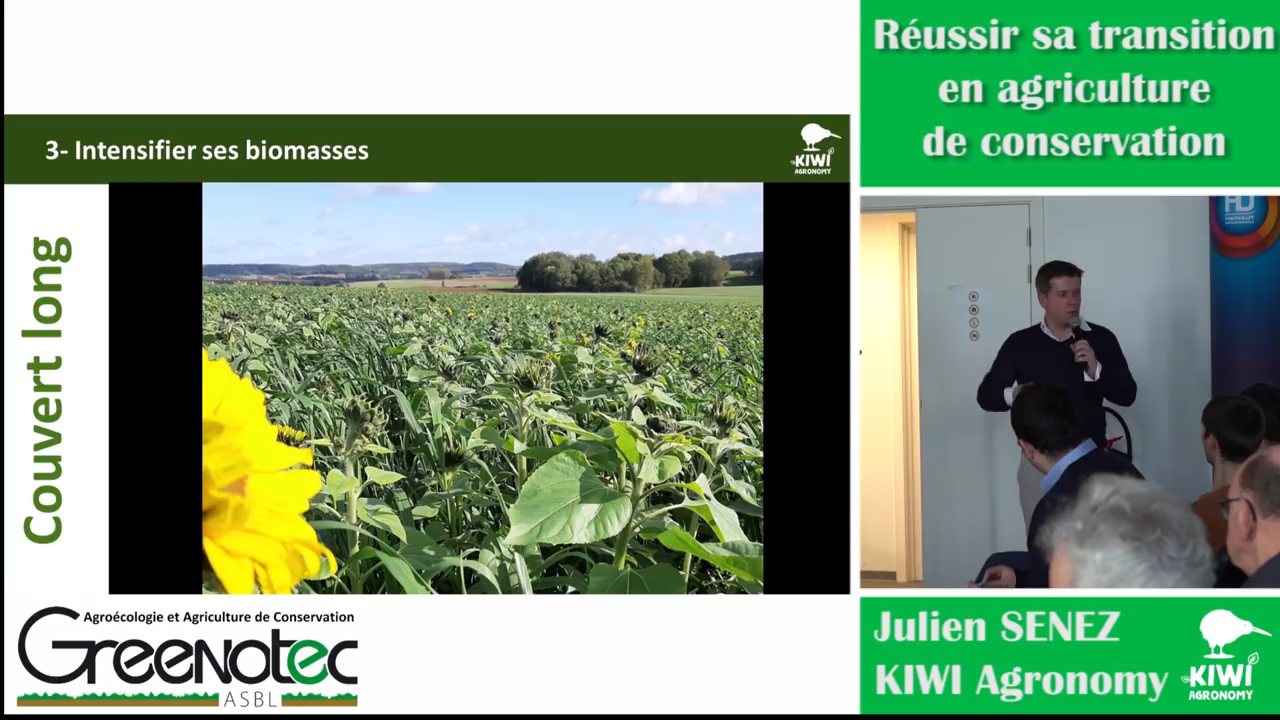 Réussir sa transition
en agriculture
de conservation
3- Intensifier ses biomasses
KIWI
AGRONOMY
Couvert long
HD
Agroécologie et Agriculture de Conservation
Greenotec
ASBL
Julien SENEZ
KIWI Agronomy
KIWI
AGRONOMY